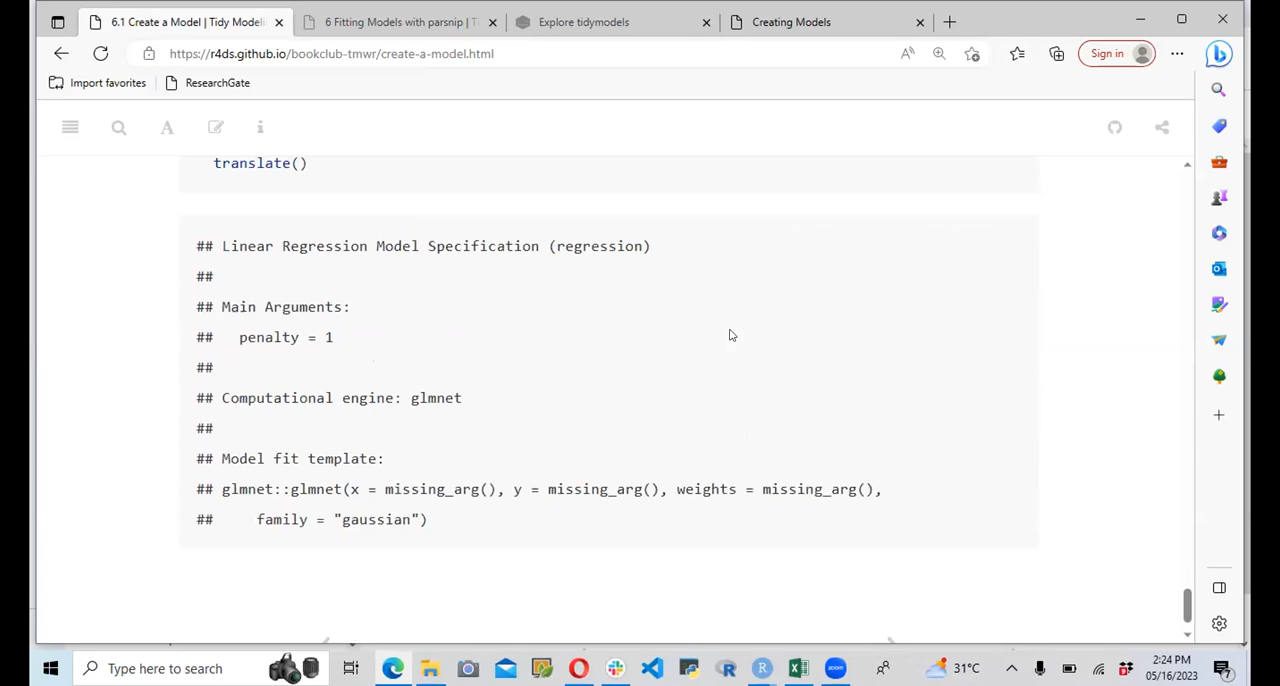 6.1 Create a Model | Tidy Modeli
6 Fitting Models with parsnip | T
Explore tidymodels
Creating Models
https://r4ds.github.io/bookclub-tmwr/create-a-model.html
Sign in
Import favorites
ResearchGate
translate()
## Linear Regression Model Specification (regression)
##
## Main Arguments:
##   penalty = 1
##
## Computational engine: glmnet
##
## Model fit template:
## glmnet::glmnet(x = missing_arg(), y = missing_arg(), weights = missing_arg(),
##     family = "gaussian")
Type here to search
31°C
2:24 PM
05/16/2023